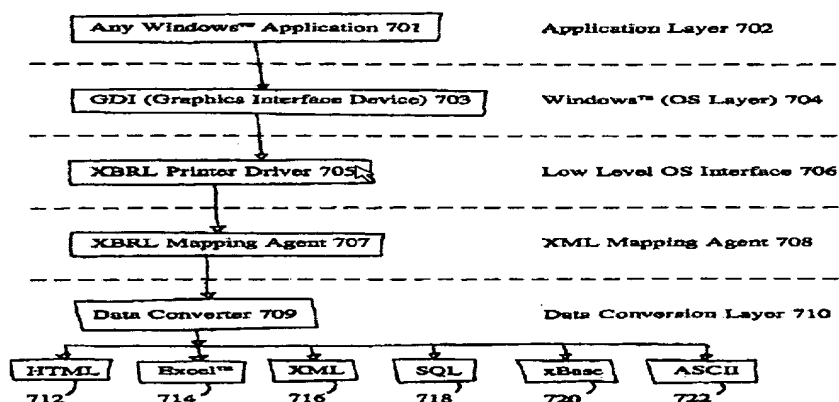 Any Windows™ Application 701 Application Layer 702
GDI (Graphics Interface Device) 703 Windows™ (OS Layer) 704
XBRL Printer Driver 705 Low Level OS Interface 706
XBRL Mapping Agent 707 XML Mapping Agent 708
Data Converter 709 Data Conversion Layer 710
HTML Excel™ XML SQL xBase ASCII
712 714 716 718 720 722